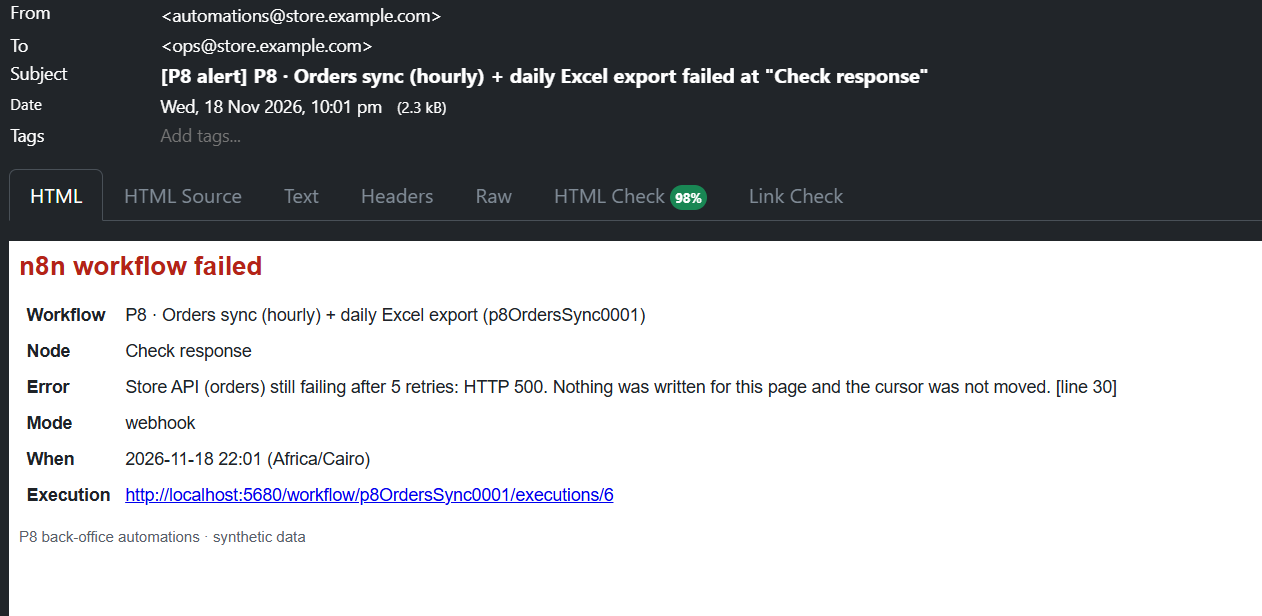 From <automations@store.example.com>
To <ops@store.example.com>
Subject [P8 alert] P8 · Orders sync (hourly) + daily Excel export failed at "Check response"
Date Wed, 18 Nov 2026, 10:01 pm (2.3 kB)
Tags Add tags...
HTML HTML Source Text Headers Raw HTML Check 98% Link Check
n8n workflow failed
Workflow P8 · Orders sync (hourly) + daily Excel export (p8OrdersSync0001)
Node Check response
Error Store API (orders) still failing after 5 retries: HTTP 500. Nothing was written for this page and the cursor was not moved. [line 30]
Mode webhook
When 2026-11-18 22:01 (Africa/Cairo)
Execution http://localhost:5680/workflow/p8OrdersSync0001/executions/6
P8 back-office automations · synthetic data